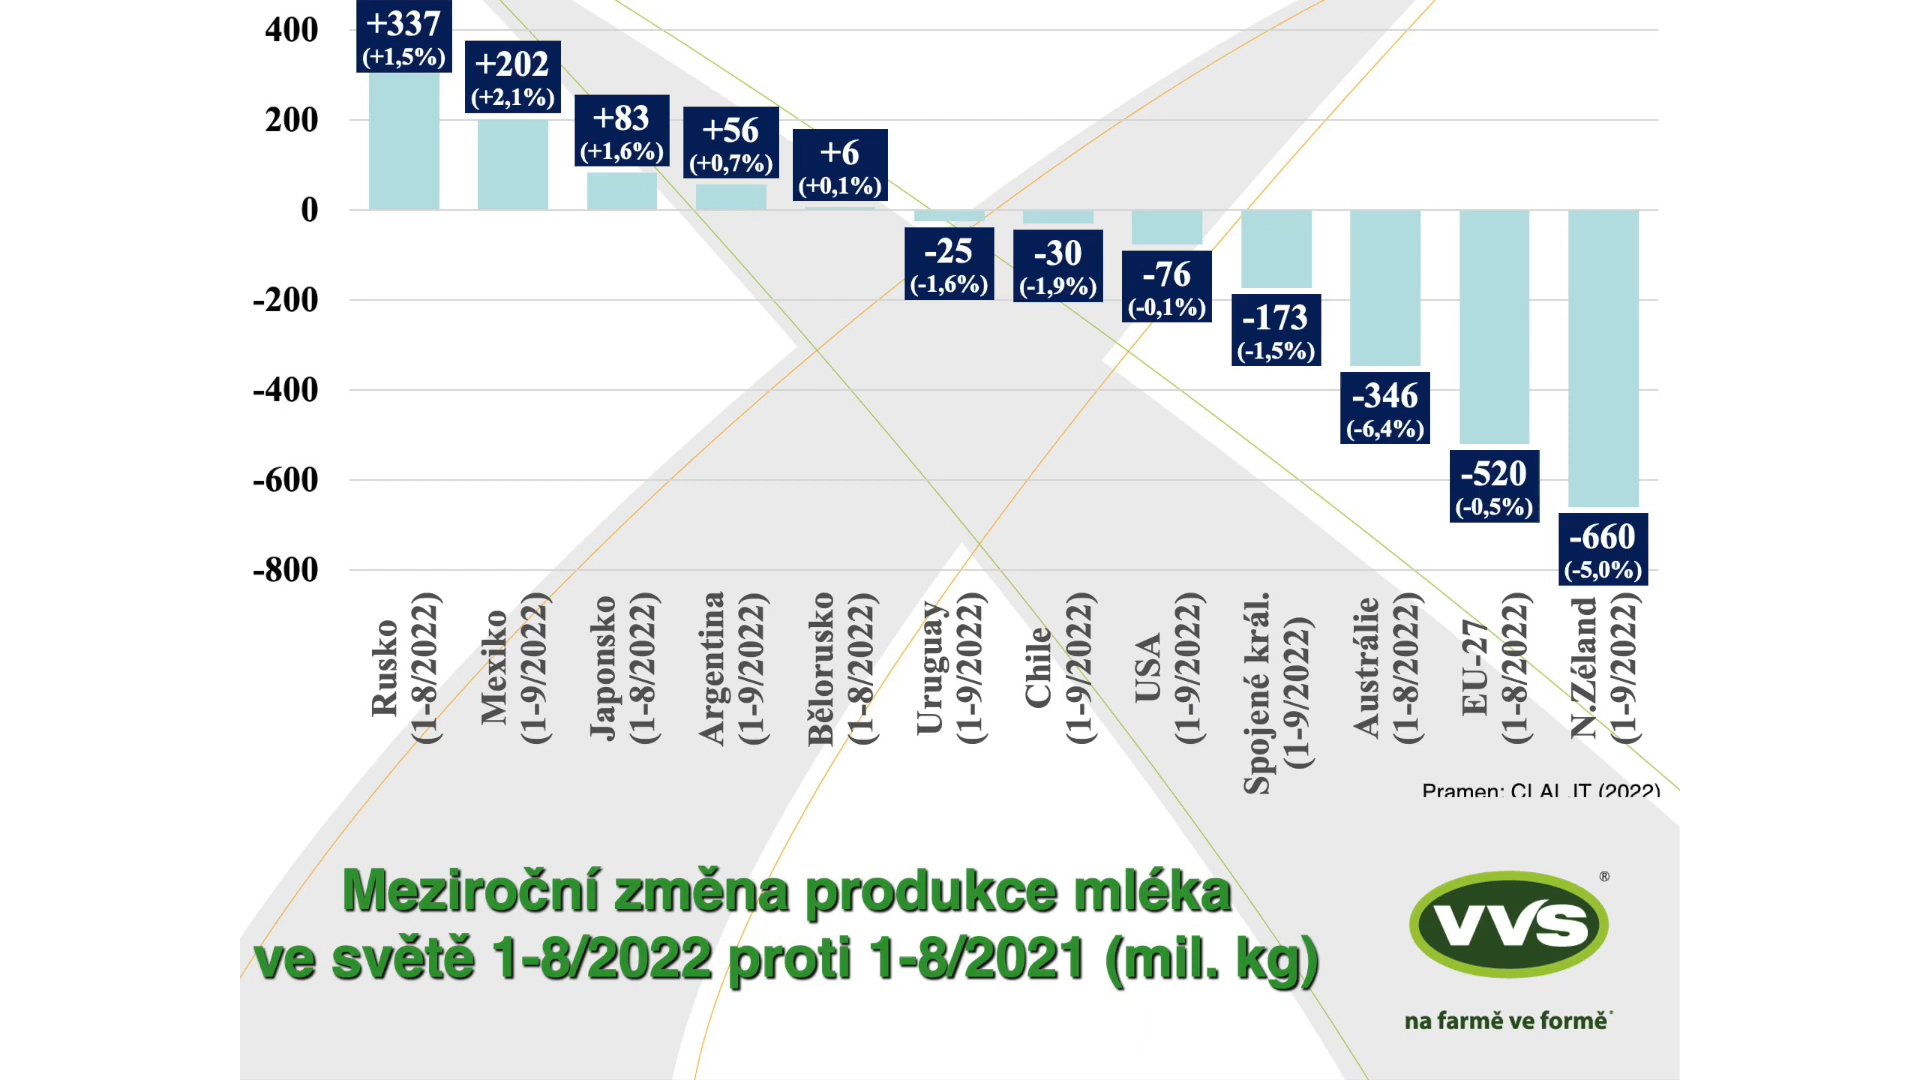 400
200
0
-200
-400
-600
-800
+337
(+1,5%)
+202
(+2,1%)
+83
(+1,6%)
+56
(+0,7%)
+6
(+0,1%)
-25
(-1,6%)
-30
(-1,9%)
-76
(-0,1%)
-173
(-1,5%)
-346
(-6,4%)
-520
(-0,5%)
-660
(-5,0%)
Rusko
(1-8/2022)
Mexiko
(1-9/2022)
Japonsko
(1-8/2022)
Argentina
(1-9/2022)
Bělorusko
(1-8/2022)
Uruguay
(1-9/2022)
Chile
(1-9/2022)
USA
(1-9/2022)
Spojené král.
(1-9/2022)
Austrálie
(1-8/2022)
EU-27
(1-8/2022)
N.Zéland
(1-9/2022)
Pramen: CLAL.IT (2022)
Meziroční změna produkce mléka
ve světě 1-8/2022 proti 1-8/2021 (mil. kg)
VVS®
na farmě ve formě